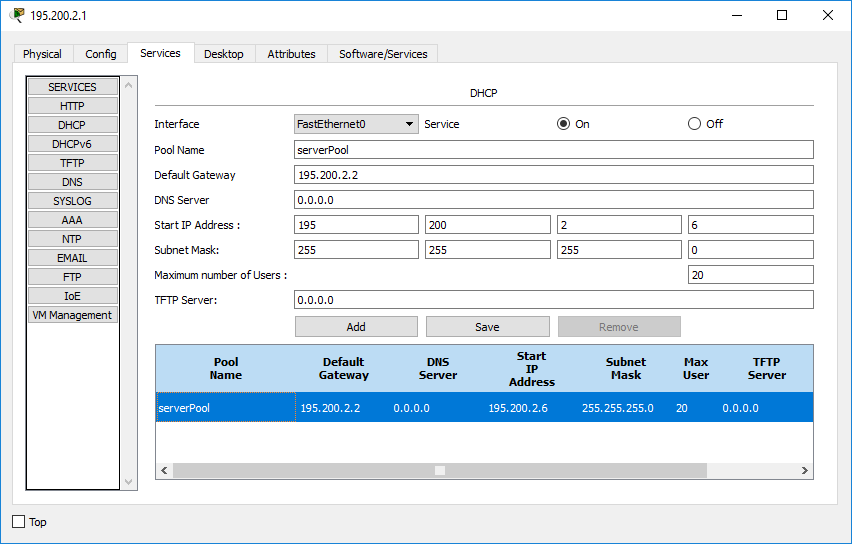 195.200.2.1
Physical Config Services Desktop Attributes Software/Services
SERVICES
HTTP
DHCP
DHCPv6
TFTP
DNS
SYSLOG
AAA
NTP
EMAIL
FTP
IoE
VM Management
DHCP
Interface FastEthernet0 Service On Off
Pool Name serverPool
Default Gateway 195.200.2.2
DNS Server 0.0.0.0
Start IP Address : 195 200 2 6
Subnet Mask: 255 255 255 0
Maximum number of Users : 20
TFTP Server: 0.0.0.0
Add Save Remove
Pool Name Default Gateway DNS Server Start IP Address Subnet Mask Max User TFTP Server
serverPool 195.200.2.2 0.0.0.0 195.200.2.6 255.255.255.0 20 0.0.0.0
Top